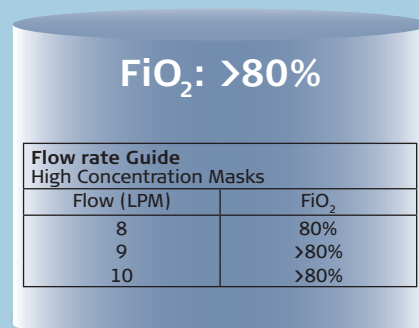 FiO₂: >80%
Flow rate Guide
High Concentration Masks
Flow (LPM) FiO₂
8 80%
9 >80%
10 >80%